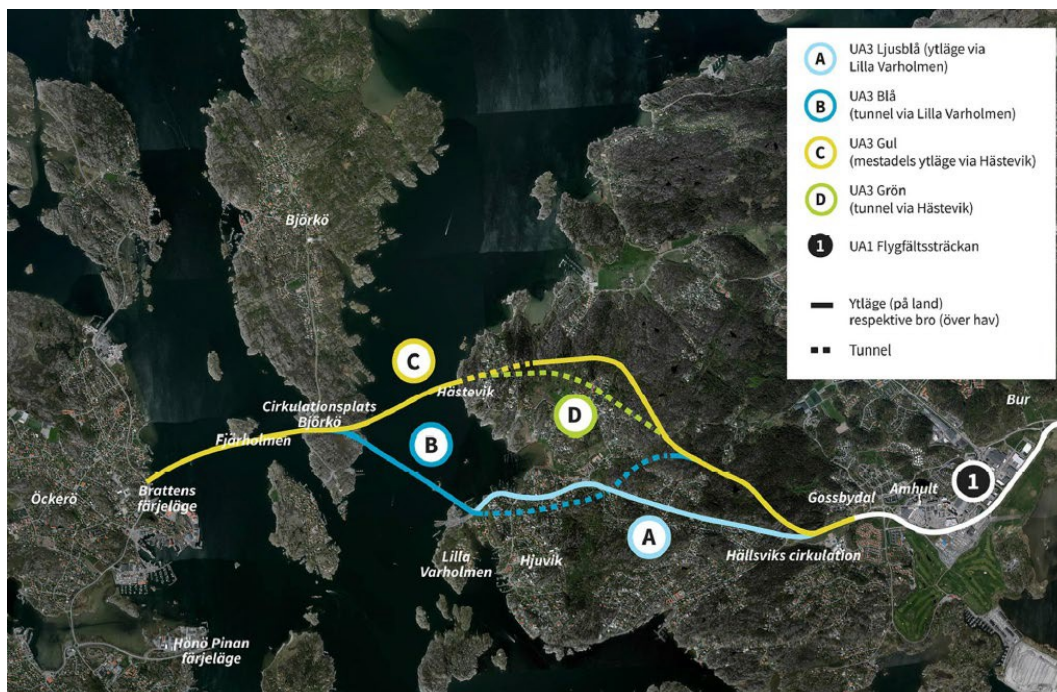 A
UA3 Ljusblå (ytläge via
Lilla Varholmen)
B
UA3 Blå
(tunnel via Lilla Varholmen)
C
UA3 Gul
(mestadels ytläge via Hästevik)
D
UA3 Grön
(tunnel via Hästevik)
1
UA1 Flygfältssträckan
Ytläge (på land)
respektive bro (över hav)
Tunnel
Björkö
C
Hästevik
Cirkulationsplats
Björkö
D
Bur
Fjärholmen
B
1
Brattens
färjeläge
Öckerö
Gossbydal
Amhult
A
Lilla
Varholmen
Hjuvik
Hällsviks cirkulation
Hönö Pinan
färjeläge